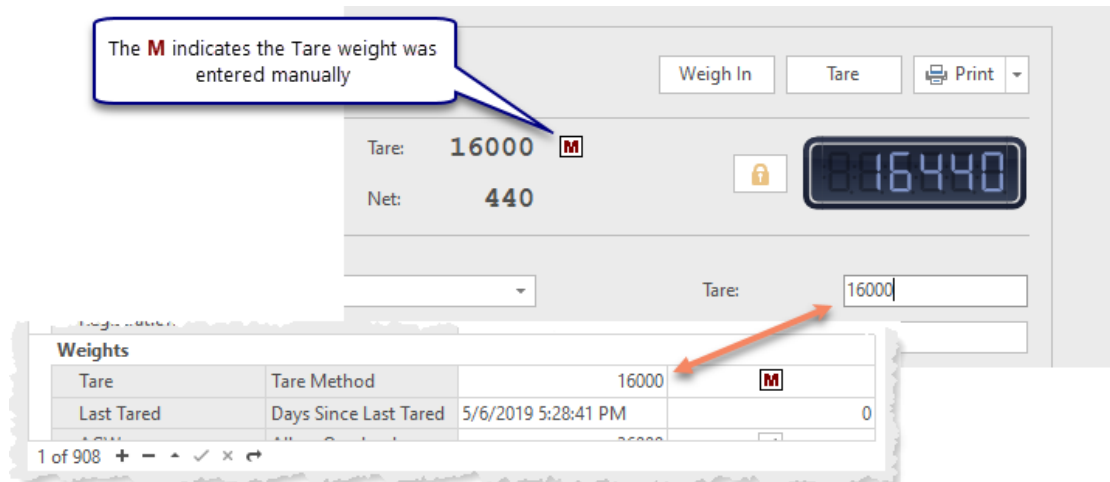 The M indicates the Tare weight was
entered manually
Weigh In
Tare
Print
Tare: 16000 M
Net: 440
16440
Tare: 16000
Weights
Tare Tare Method 16000 M
Last Tared Days Since Last Tared 5/6/2019 5:28:41 PM 0
1 of 908